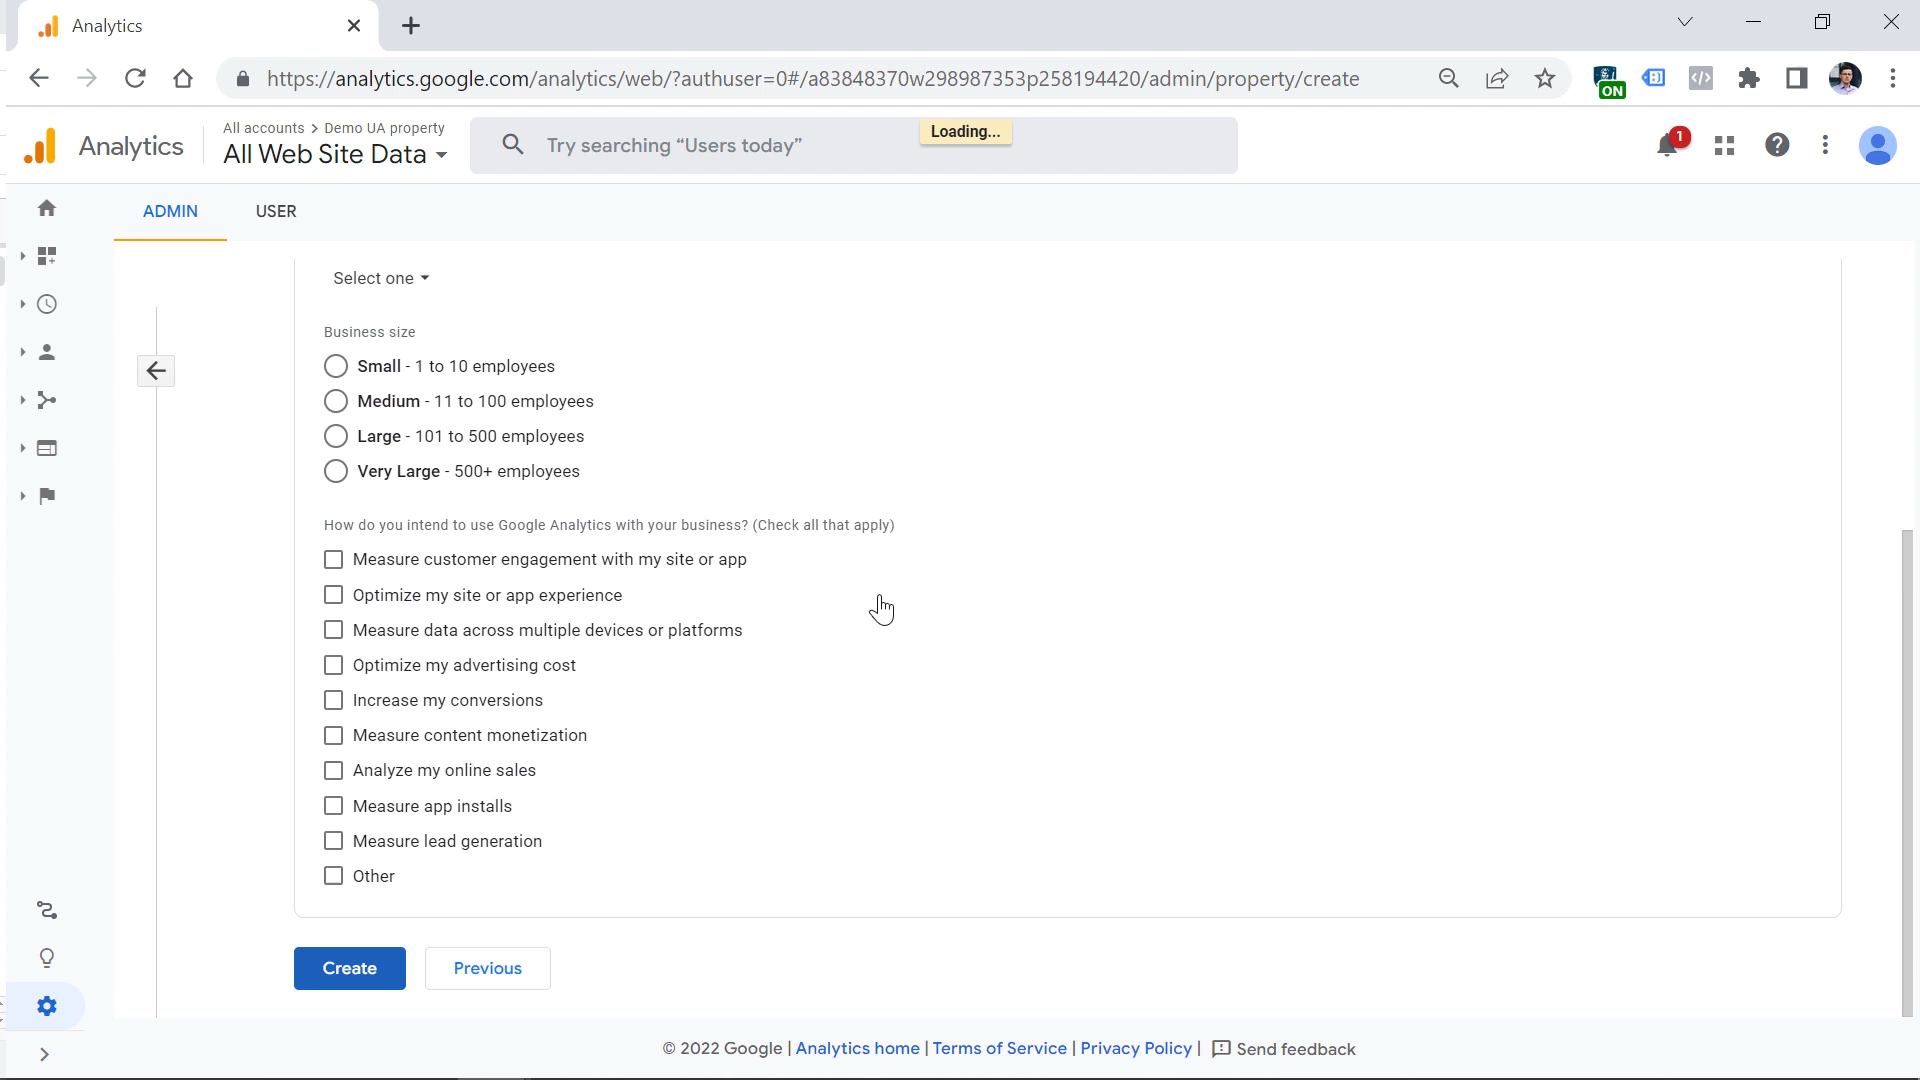 Analytics
https://analytics.google.com/analytics/web/?authuser=0#/a83848370w298987353p258194420/admin/property/create
ON
Analytics
All accounts > Demo UA property
All Web Site Data
Try searching “Users today”
Loading...
1
ADMIN
USER
Select one
Business size
Small - 1 to 10 employees
Medium - 11 to 100 employees
Large - 101 to 500 employees
Very Large - 500+ employees
How do you intend to use Google Analytics with your business? (Check all that apply)
Measure customer engagement with my site or app
Optimize my site or app experience
Measure data across multiple devices or platforms
Optimize my advertising cost
Increase my conversions
Measure content monetization
Analyze my online sales
Measure app installs
Measure lead generation
Other
Create
Previous
© 2022 Google | Analytics home | Terms of Service | Privacy Policy | Send feedback